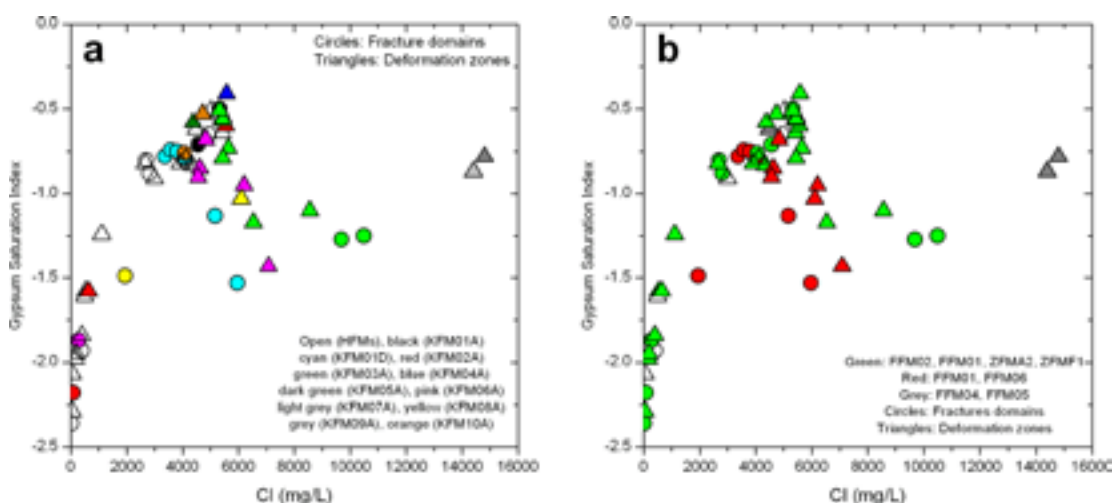 a
Circles: Fracture domains
Triangles: Deformation zones
0.0
-0.5
-1.0
-1.5
-2.0
-2.5
Gypsum Saturation Index
Open (HFMs), black (KFM01A)
cyan (KFM01D), red (KFM02A)
green (KFM03A), blue (KFM04A)
dark green (KFM05A), pink (KFM06A)
light grey (KFM07A), yellow (KFM08A)
grey (KFM09A), orange (KFM10A)
0 2000 4000 6000 8000 10000 12000 14000 16000
Cl (mg/L)
b
0.0
-0.5
-1.0
-1.5
-2.0
-2.5
Gypsum Saturation Index
Green: FFM02, FFM01, ZFMA2, ZFMF1
Red: FFM01, FFM06
Grey: FFM04, FFM05
Circles: Fractures domains
Triangles: Deformation zones
0 2000 4000 6000 8000 10000 12000 14000 16000
Cl (mg/L)